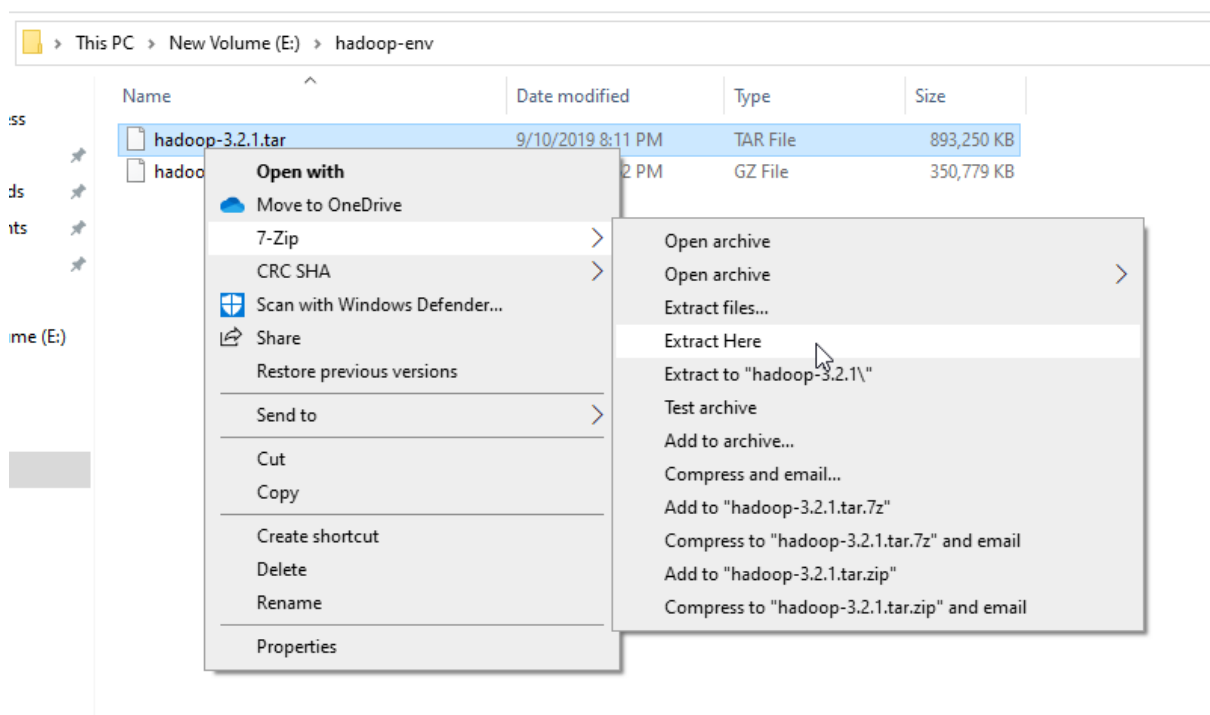 This PC > New Volume (E:) > hadoop-env
Name Date modified Type Size
hadoop-3.2.1.tar 9/10/2019 8:11 PM TAR File 893,250 KB
PM GZ File 350,779 KB
(E:)
Open with
Move to OneDrive
7-Zip
CRC SHA
Scan with Windows Defender...
Share
Restore previous versions
Send to
Cut
Copy
Create shortcut
Delete
Rename
Properties
Open archive
Open archive
Extract files...
Extract Here
Extract to "hadoop-3.2.1\"
Test archive
Add to archive...
Compress and email...
Add to "hadoop-3.2.1.tar.7z"
Compress to "hadoop-3.2.1.tar.7z" and email
Add to "hadoop-3.2.1.tar.zip"
Compress to "hadoop-3.2.1.tar.zip" and email